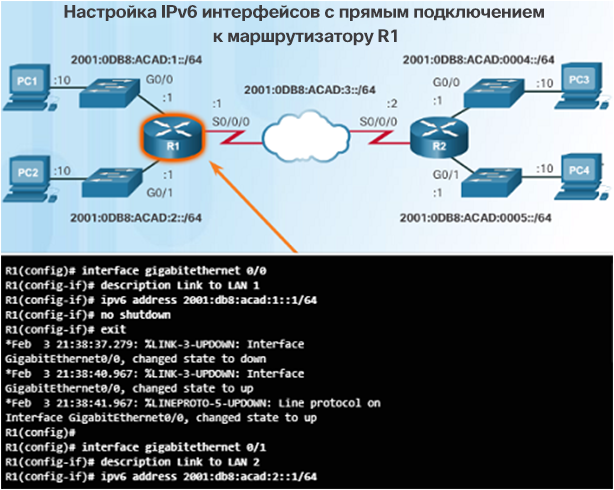 Настройка IPv6 интерфейсов с прямым подключением
к маршрутизатору R1
2001:0DB8:ACAD:1::/64
2001:0DB8:ACAD:0004::/64
PC1
:10
G0/0
:1
2001:0DB8:ACAD:3::/64
G0/0
:1
:10
PC3
:1
S0/0/0
:2
S0/0/0
R1
R2
PC2
:10
:1
G0/1
:1
G0/1
:10
PC4
2001:0DB8:ACAD:2::/64
2001:0DB8:ACAD:0005::/64
R1(config)# interface gigabitethernet 0/0
R1(config-if)# description Link to LAN 1
R1(config-if)# ipv6 address 2001:db8:acad:1::1/64
R1(config-if)# no shutdown
R1(config-if)# exit
*Feb  3 21:38:37.279: %LINK-3-UPDOWN: Interface
GigabitEthernet0/0, changed state to down
*Feb  3 21:38:40.967: %LINK-3-UPDOWN: Interface
GigabitEthernet0/0, changed state to up
*Feb  3 21:38:41.967: %LINEPROTO-5-UPDOWN: Line protocol on
Interface GigabitEthernet0/0, changed state to up
R1(config)#
R1(config)# interface gigabitethernet 0/1
R1(config-if)# description Link to LAN 2
R1(config-if)# ipv6 address 2001:db8:acad:2::1/64